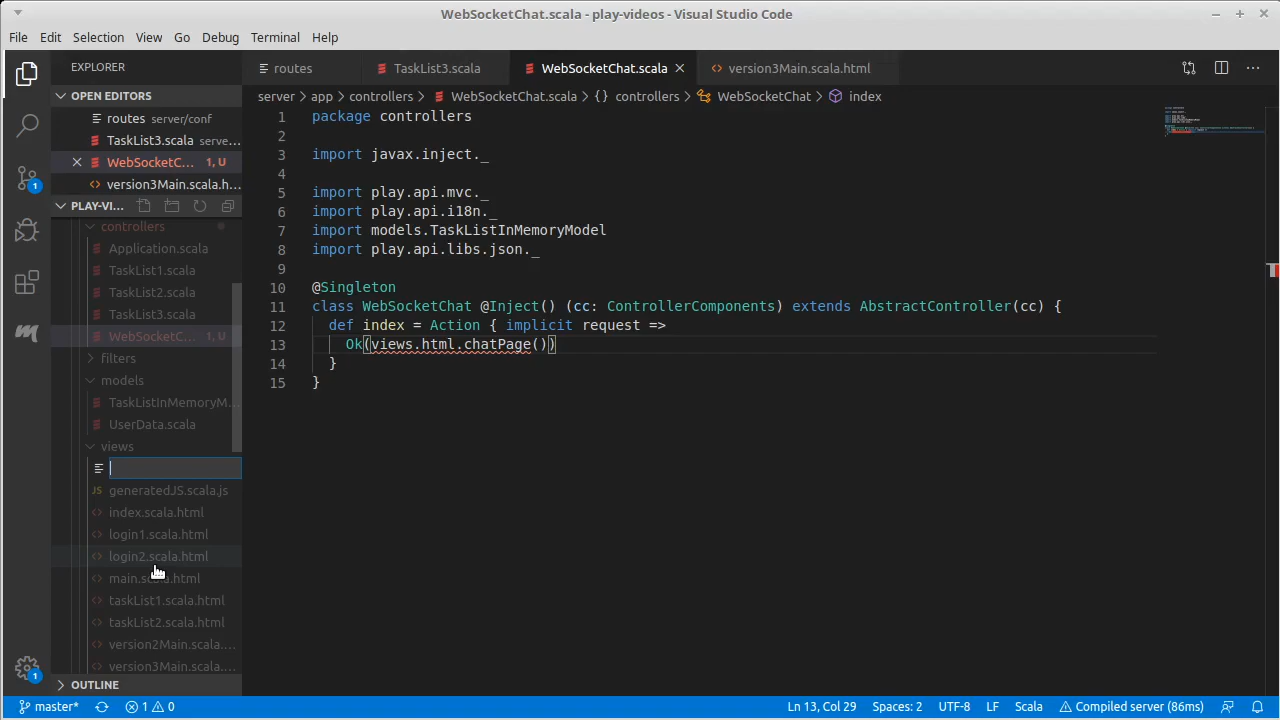 WebSocketChat.scala - play-videos - Visual Studio Code
File Edit Selection View Go Debug Terminal Help
EXPLORER
routes TaskList3.scala WebSocketChat.scala version3Main.scala.html
OPEN EDITORS
server app controllers WebSocketChat.scala {} controllers WebSocketChat index
routes server/conf
TaskList3.scala serve...
WebSocketC... 1, U
version3Main.scala.h...
PLAY-VI...
controllers
Application.scala
TaskList1.scala
TaskList2.scala
TaskList3.scala
WebSocketC... 1, U
filters
models
TaskListInMemoryM...
UserData.scala
views
JS generatedJS.scala.js
index.scala.html
login1.scala.html
login2.scala.html
main.scala.html
taskList1.scala.html
taskList2.scala.html
version2Main.scala....
version3Main.scala....
OUTLINE
1 package controllers
2
3 import javax.inject._
4
5 import play.api.mvc._
6 import play.api.i18n._
7 import models.TaskListInMemoryModel
8 import play.api.libs.json._
9
10 @Singleton
11 class WebSocketChat @Inject() (cc: ControllerComponents) extends AbstractController(cc) {
12 def index = Action { implicit request =>
13 Ok(views.html.chatPage())
14 }
15 }
1
1
master* 1 0 Ln 13, Col 29 Spaces: 2 UTF-8 LF Scala Compiled server (86ms)